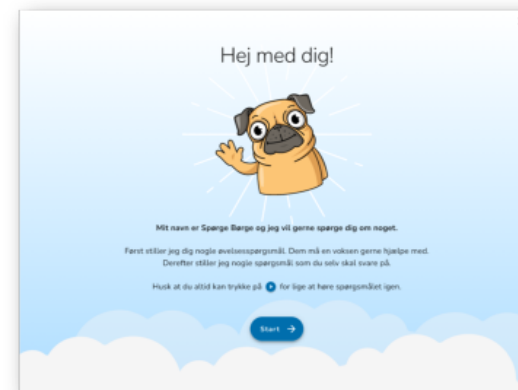 Hej med dig!
Mit navn er Spørge Børge og jeg vil gerne spørge dig om noget.
Først stiller jeg dig nogle øvelsesspørgsmål. Dem må en voksen gerne hjælpe med.
Derefter stiller jeg nogle spørgsmål som du selv skal svare på.
Husk at du altid kan trykke på for lige at høre spørgsmålet igen.
Start